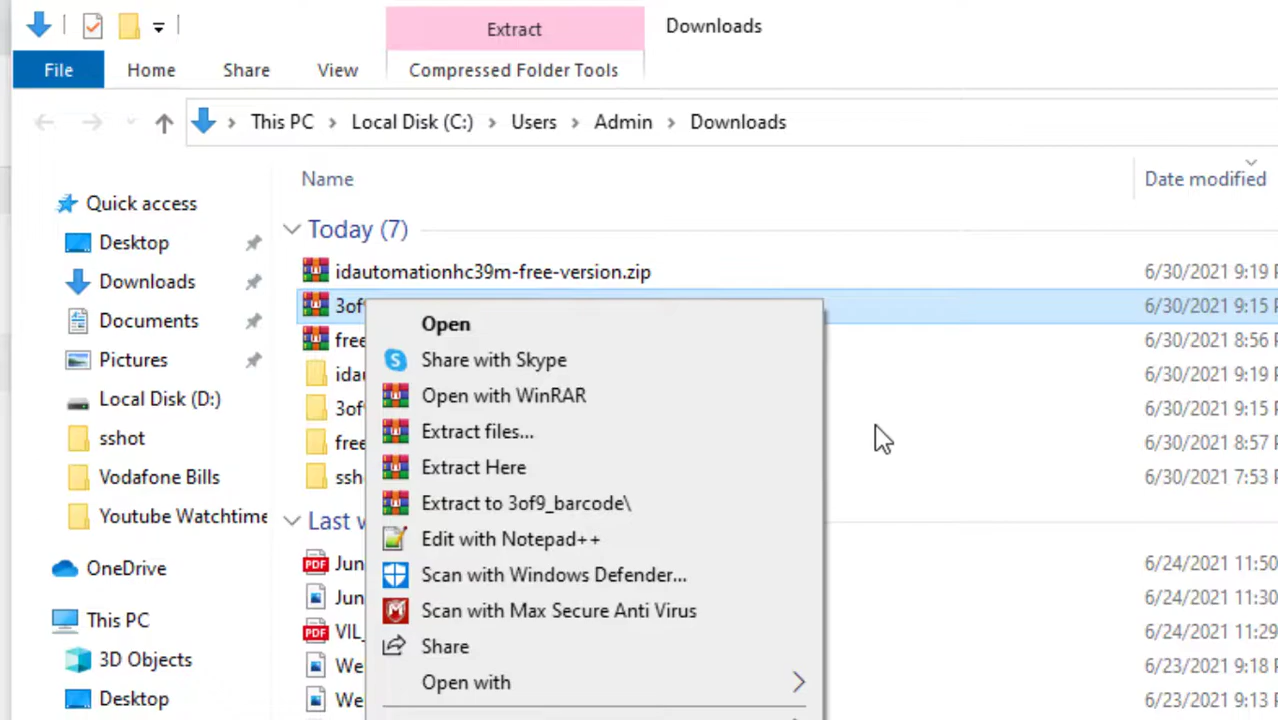 Extract
Downloads
File
Home
Share
View
Compressed Folder Tools
This PC
Local Disk (C:)
Users
Admin
Downloads
Name
Date modified
Quick access
Desktop
Downloads
Documents
Pictures
Local Disk (D:)
sshot
Vodafone Bills
Youtube Watchtime
OneDrive
This PC
3D Objects
Desktop
Today (7)
idautomationhc39m-free-version.zip
6/30/2021 9:19
3of
6/30/2021 9:15
free
6/30/2021 8:56
ida
6/30/2021 9:19
3of
6/30/2021 9:15
free
6/30/2021 8:57
ssh
6/30/2021 7:53
Last
PDF
Jun
6/24/2021 11:50
Jun
6/24/2021 11:30
PDF
VIL_
6/24/2021 11:29
We
6/23/2021 9:18
We
6/23/2021 9:13
Open
Share with Skype
Open with WinRAR
Extract files...
Extract Here
Extract to 3of9_barcode\
Edit with Notepad++
Scan with Windows Defender...
Scan with Max Secure Anti Virus
Share
Open with